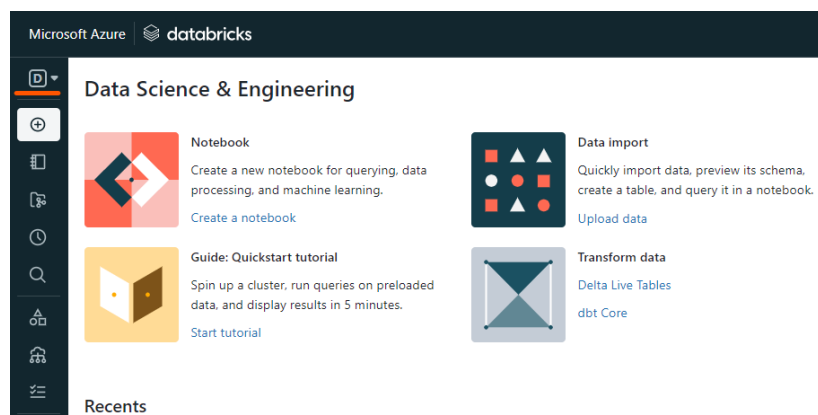 Microsoft Azure databricks
D
Data Science & Engineering
Notebook
Create a new notebook for querying, data
processing, and machine learning.
Create a notebook
Data import
Quickly import data, preview its schema,
create a table, and query it in a notebook.
Upload data
Guide: Quickstart tutorial
Spin up a cluster, run queries on preloaded
data, and display results in 5 minutes.
Start tutorial
Transform data
Delta Live Tables
dbt Core
Recents